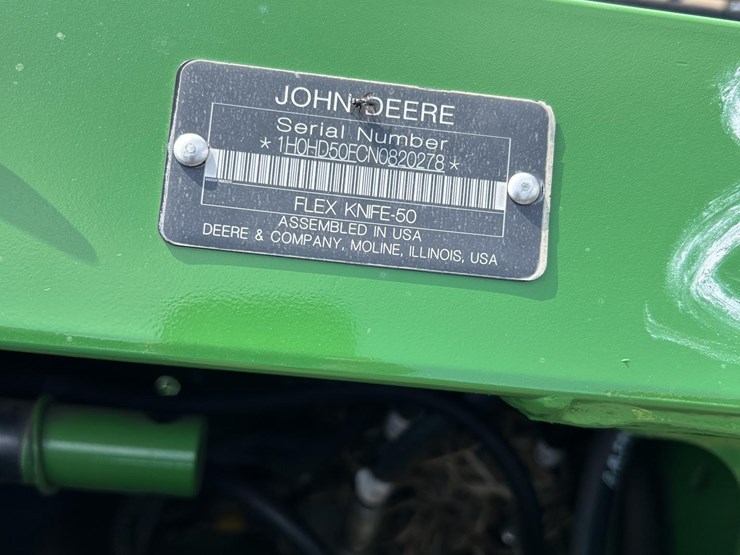 JOHN DEERE
Serial Number
* 1H0HD50FCN0820278 *
FLEX KNIFE-50
ASSEMBLED IN USA
DEERE & COMPANY, MOLINE, ILLINOIS, USA